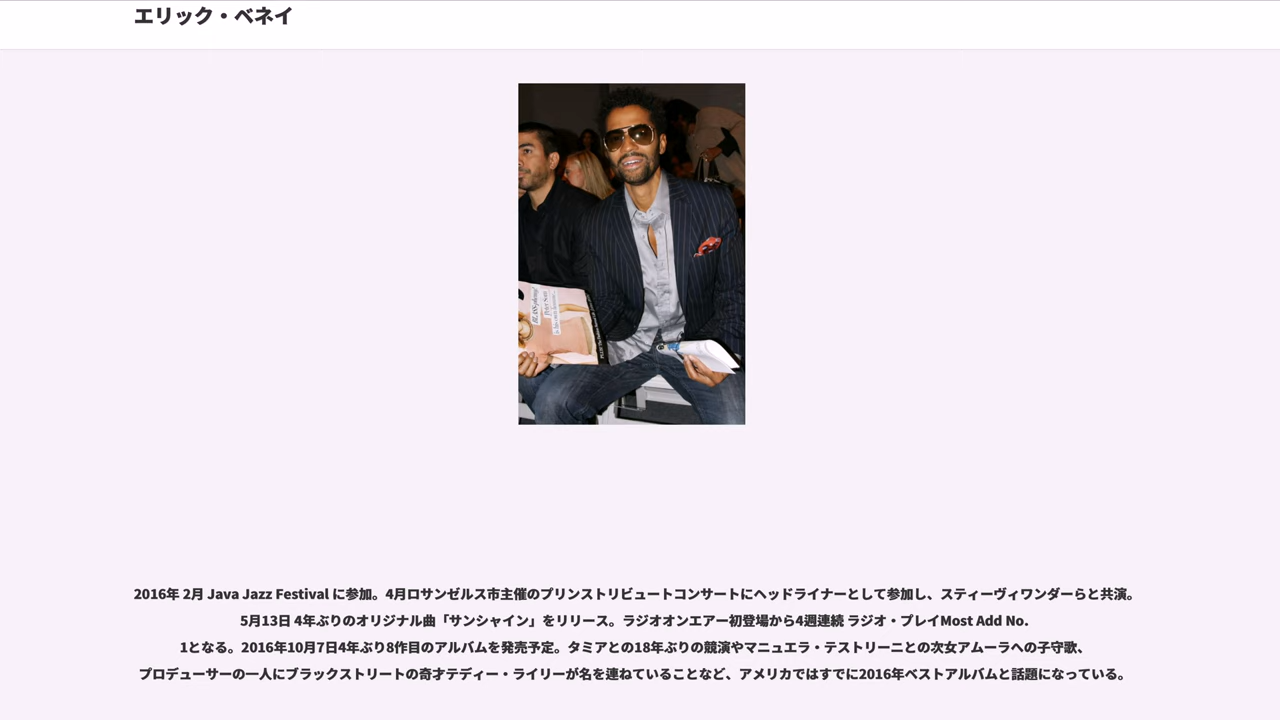 エリック・ベネイ
2016年 2月 Java Jazz Festival に参加。4月ロサンゼルス市主催のプリンストリビュートコンサートにヘッドライナーとして参加し、スティーヴィワンダーらと共演。
5月13日 4年ぶりのオリジナル曲「サンシャイン」をリリース。ラジオオンエアー初登場から4週連続 ラジオ・プレイMost Add No.
1となる。2016年10月7日4年ぶり8作目のアルバムを発売予定。タミアとの18年ぶりの競演やマニュエラ・テストリーニとの次女アムーラへの子守歌、
プロデューサーの一人にブラックストリートの奇才テディー・ライリーが名を連ねていることなど、アメリカではすでに2016年ベストアルバムと話題になっている。